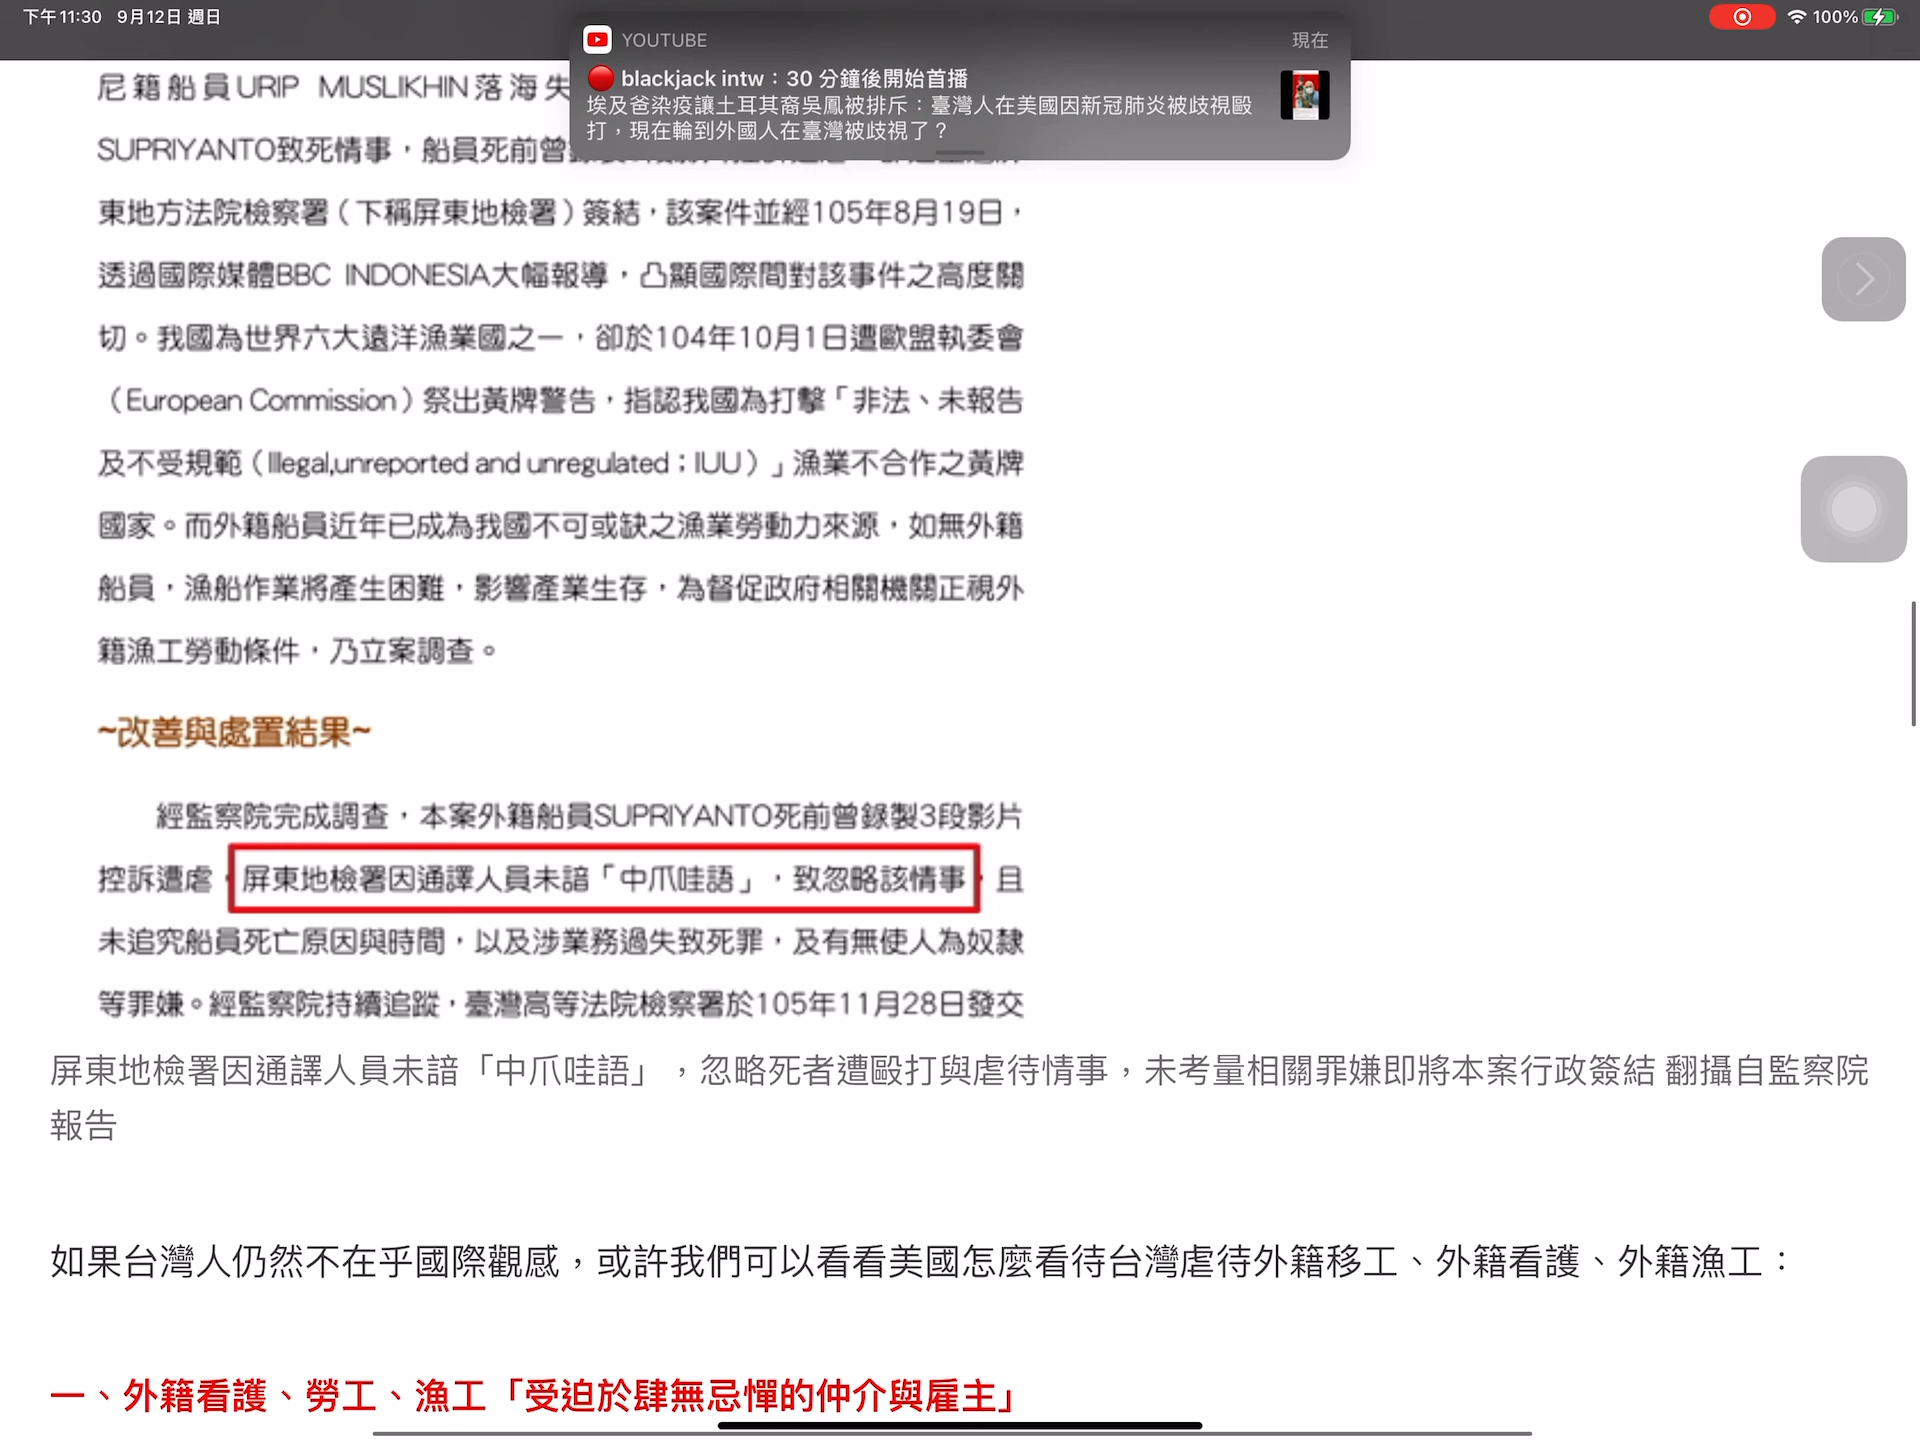 下午11:30 9月12日 週日
100%
YOUTUBE
現在
blackjack intw：30 分鐘後開始首播
埃及爸染疫讓土耳其裔吳鳳被排斥：臺灣人在美國因新冠肺炎被歧視毆
打，現在輪到外國人在臺灣被歧視了？
尼籍船員URIP MUSLIKHIN落海失
SUPRIYANTO致死情事，船員死前曾
東地方法院檢察署（下稱屏東地檢署）簽結，該案件並經105年8月19日，
透過國際媒體BBC INDONESIA大幅報導，凸顯國際間對該事件之高度關
切。我國為世界六大遠洋漁業國之一，卻於104年10月1日遭歐盟執委會
（European Commission）祭出黃牌警告，指認我國為打擊「非法、未報告
及不受規範（Illegal,unreported and unregulated；IUU）」漁業不合作之黃牌
國家。而外籍船員近年已成為我國不可或缺之漁業勞動力來源，如無外籍
船員，漁船作業將產生困難，影響產業生存，為督促政府相關機關正視外
籍漁工勞動條件，乃立案調查。
~改善與處置結果~
經監察院完成調查，本案外籍船員SUPRIYANTO死前曾錄製3段影片
控訴遭虐，屏東地檢署因通譯人員未諳「中爪哇語」，致忽略該情事，且
未追究船員死亡原因與時間，以及涉業務過失致死罪，及有無使人為奴隸
等罪嫌。經監察院持續追蹤，臺灣高等法院檢察署於105年11月28日發交
屏東地檢署因通譯人員未諳「中爪哇語」，忽略死者遭毆打與虐待情事，未考量相關罪嫌即將本案行政簽結 翻攝自監察院
報告
如果台灣人仍然不在乎國際觀感，或許我們可以看看美國怎麼看待台灣虐待外籍移工、外籍看護、外籍漁工：
一、外籍看護、勞工、漁工「受迫於肆無忌憚的仲介與雇主」